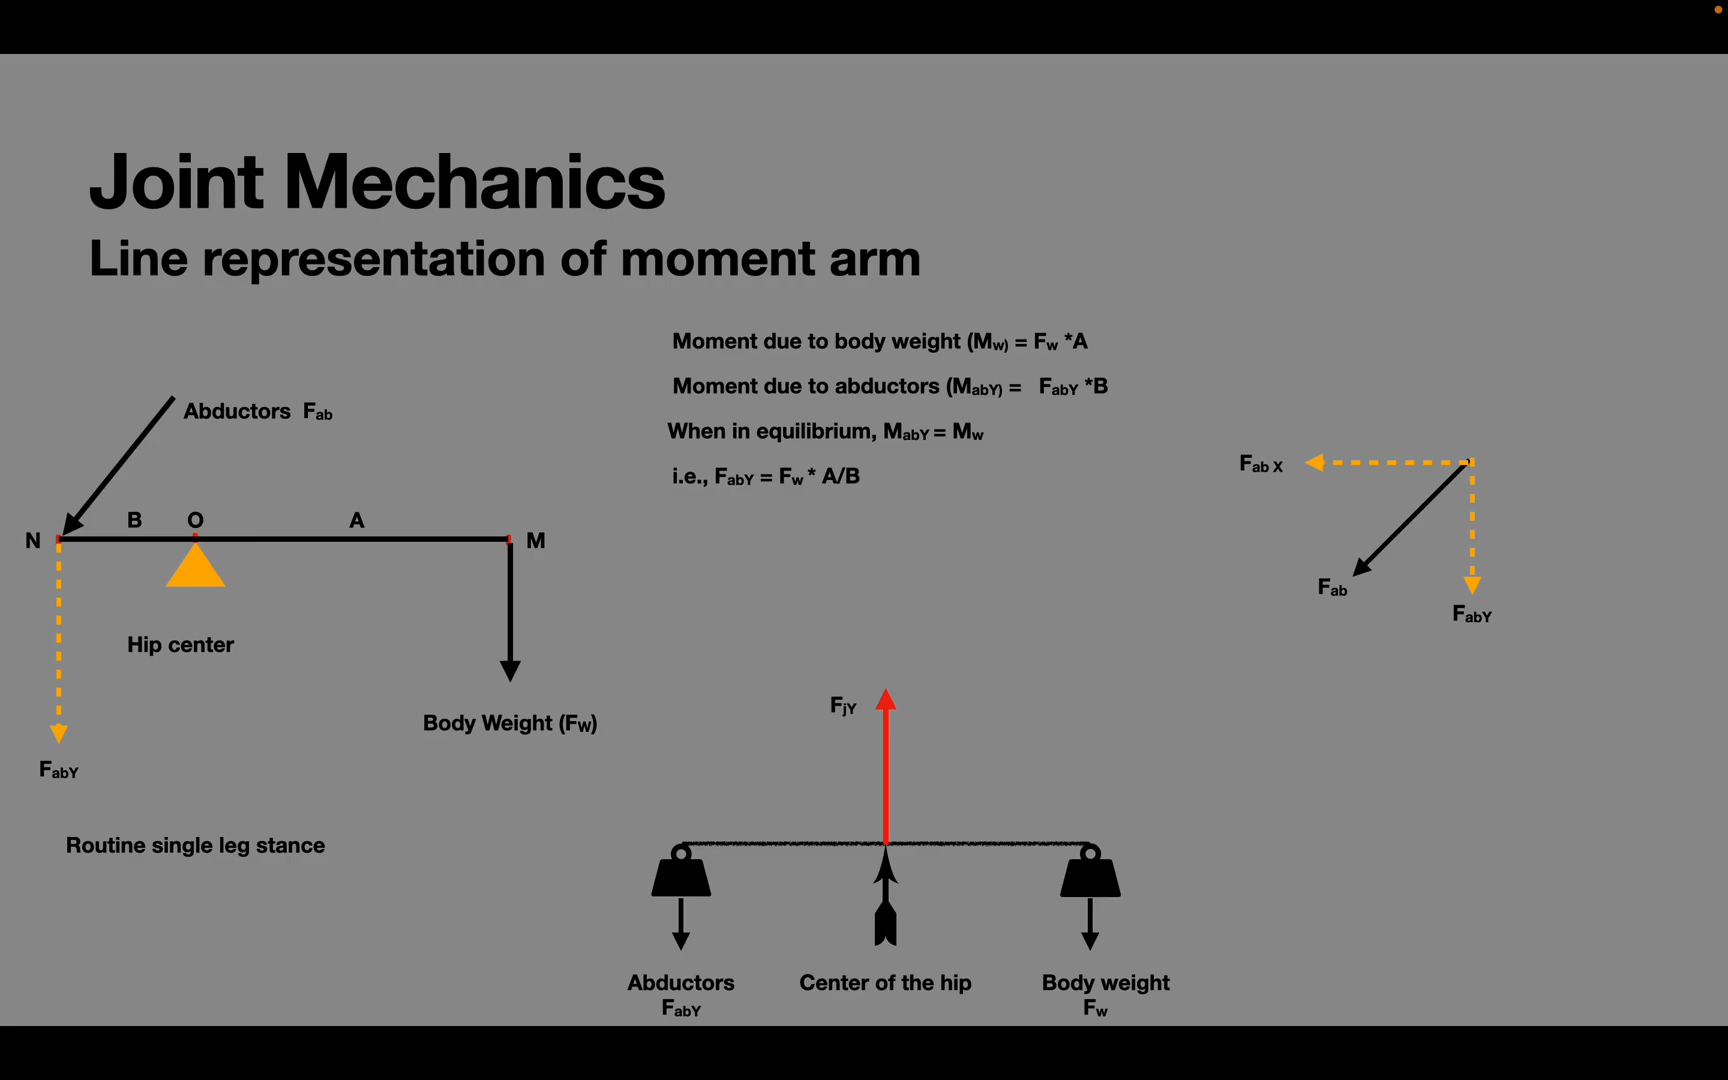 Joint Mechanics
Line representation of moment arm
Moment due to body weight (Mw) = Fw *A
Moment due to abductors (MabY) = FabY *B
When in equilibrium, MabY = Mw
i.e., FabY = Fw * A/B
Abductors Fab
N
B
O
A
M
Hip center
Body Weight (FW)
FabY
Routine single leg stance
Fab X
Fab
FabY
FjY
Abductors
FabY
Center of the hip
Body weight
Fw